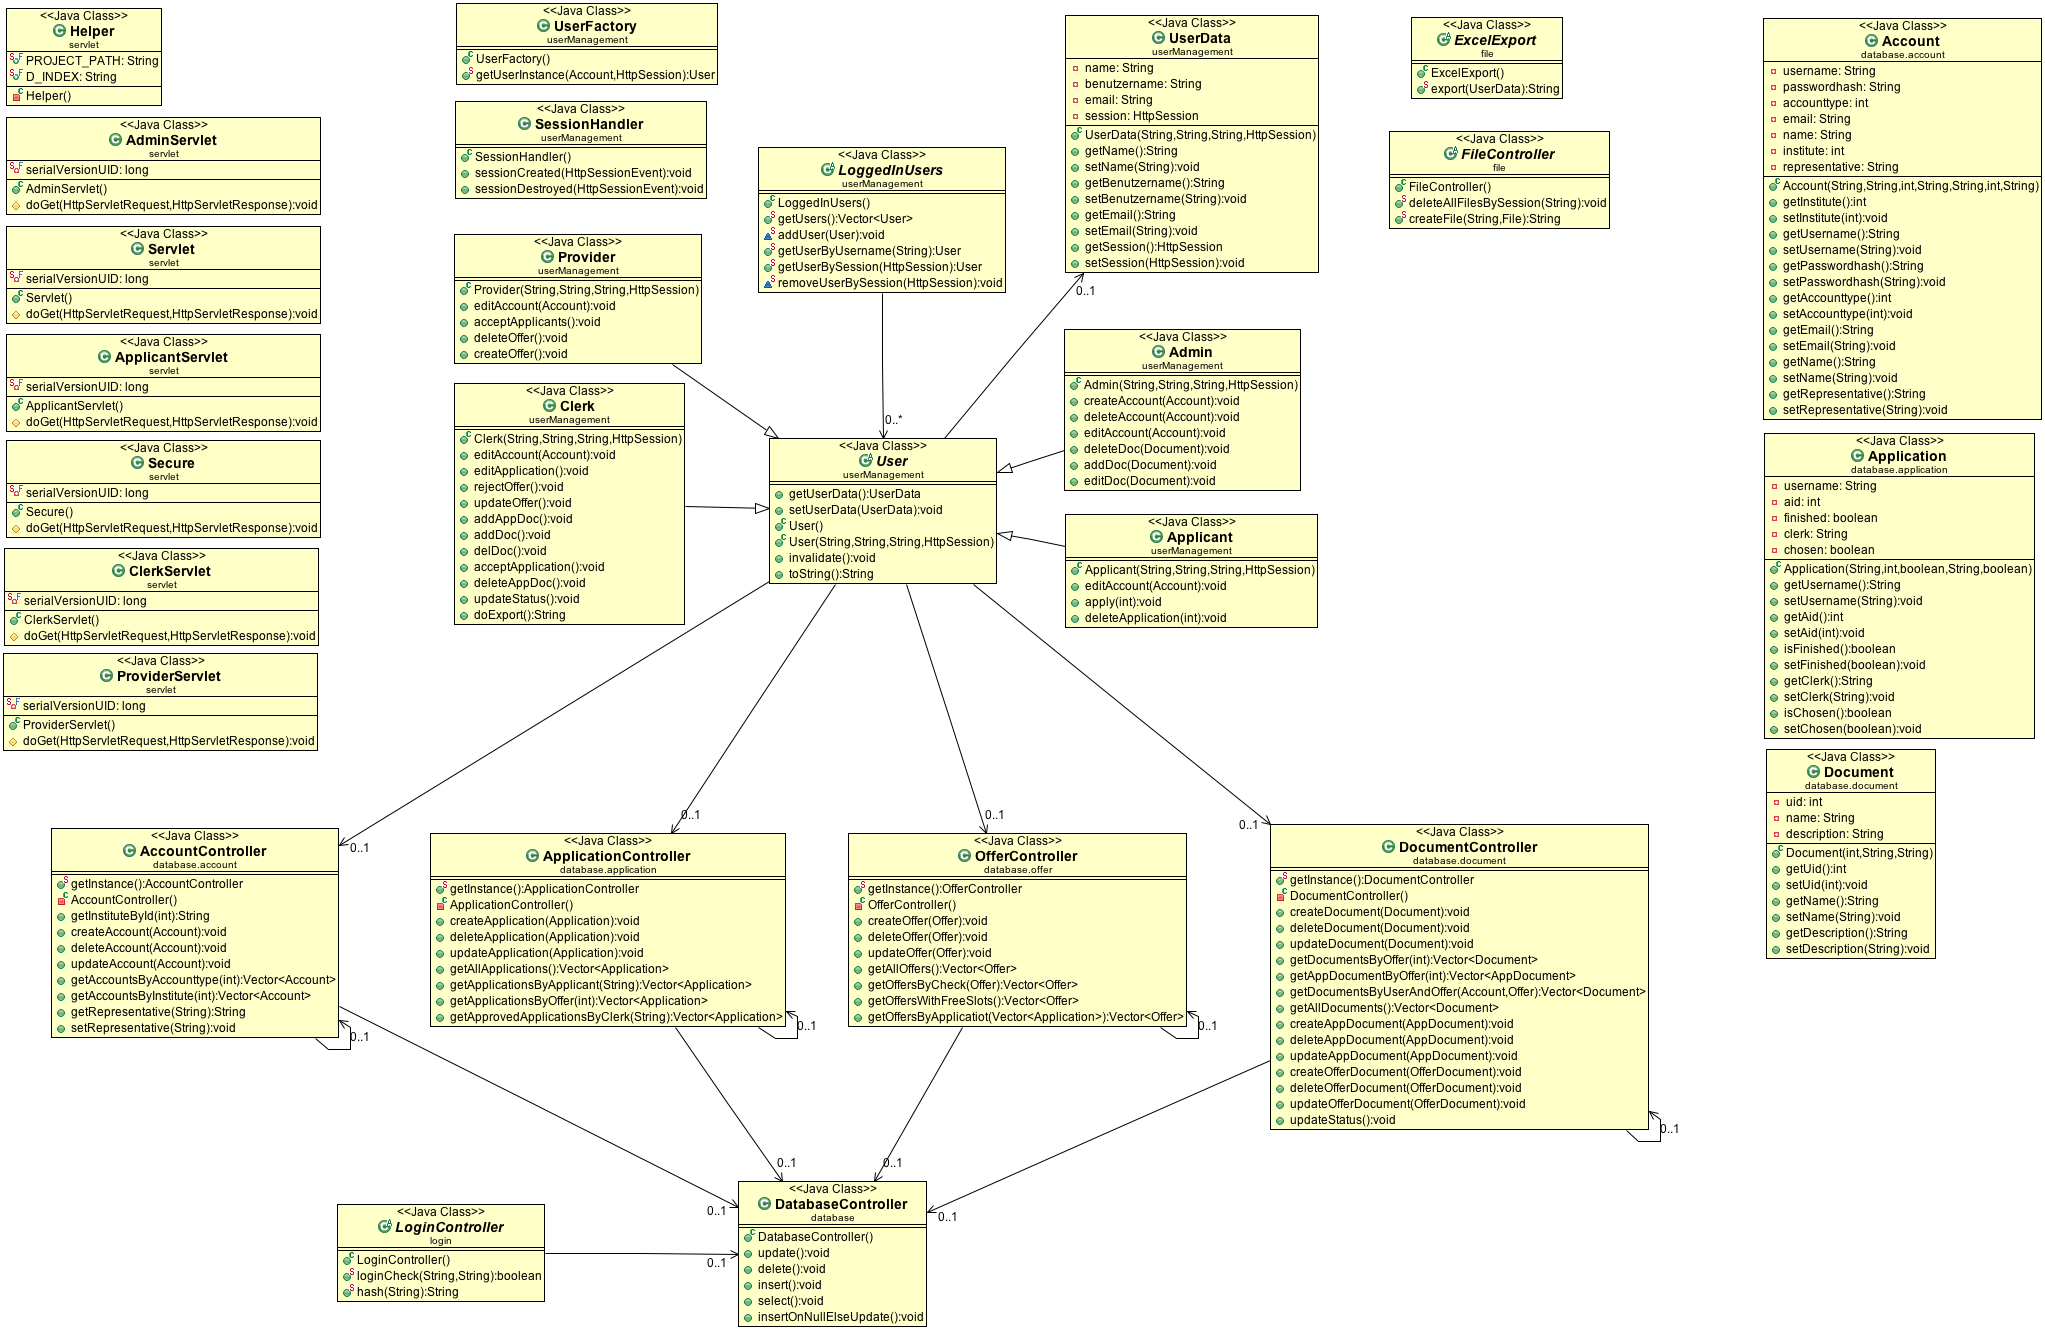 <<Java Class>>
Helper
servlet
PROJECT_PATH: String
D_INDEX: String
Helper()
<<Java Class>>
AdminServlet
servlet
serialVersionUID: long
AdminServlet()
doGet(HttpServletRequest,HttpServletResponse):void
<<Java Class>>
Servlet
servlet
serialVersionUID: long
Servlet()
doGet(HttpServletRequest,HttpServletResponse):void
<<Java Class>>
ApplicantServlet
servlet
serialVersionUID: long
ApplicantServlet()
doGet(HttpServletRequest,HttpServletResponse):void
<<Java Class>>
Secure
servlet
serialVersionUID: long
Secure()
doGet(HttpServletRequest,HttpServletResponse):void
<<Java Class>>
ClerkServlet
servlet
serialVersionUID: long
ClerkServlet()
doGet(HttpServletRequest,HttpServletResponse):void
<<Java Class>>
ProviderServlet
servlet
serialVersionUID: long
ProviderServlet()
doGet(HttpServletRequest,HttpServletResponse):void
<<Java Class>>
UserFactory
userManagement
UserFactory()
getUserInstance(Account,HttpSession):User
<<Java Class>>
SessionHandler
userManagement
SessionHandler()
sessionCreated(HttpSessionEvent):void
sessionDestroyed(HttpSessionEvent):void
<<Java Class>>
Provider
userManagement
Provider(String,String,String,HttpSession)
editAccount(Account):void
acceptApplicants():void
deleteOffer():void
createOffer():void
<<Java Class>>
Clerk
userManagement
Clerk(String,String,String,HttpSession)
editAccount(Account):void
editApplication():void
rejectOffer():void
updateOffer():void
addAppDoc():void
addDoc():void
delDoc():void
acceptApplication():void
deleteAppDoc():void
updateStatus():void
doExport():String
<<Java Class>>
LoggedInUsers
userManagement
LoggedInUsers()
getUsers():Vector<User>
addUser(User):void
getUserByUsername(String):User
getUserBySession(HttpSession):User
removeUserBySession(HttpSession):void
0..*
<<Java Class>>
User
userManagement
getUserData():UserData
setUserData(UserData):void
User()
User(String,String,String,HttpSession)
invalidate():void
toString():String
<<Java Class>>
UserData
userManagement
name: String
benutzername: String
email: String
session: HttpSession
UserData(String,String,String,HttpSession)
getName():String
setName(String):void
getBenutzername():String
setBenutzername(String):void
getEmail():String
setEmail(String):void
getSession():HttpSession
setSession(HttpSession):void
0..1
<<Java Class>>
Admin
userManagement
Admin(String,String,String,HttpSession)
createAccount(Account):void
deleteAccount(Account):void
editAccount(Account):void
deleteDoc(Document):void
addDoc(Document):void
editDoc(Document):void
<<Java Class>>
Applicant
userManagement
Applicant(String,String,String,HttpSession)
editAccount(Account):void
apply(int):void
deleteApplication(int):void
<<Java Class>>
ExcelExport
file
ExcelExport()
export(UserData):String
<<Java Class>>
FileController
file
FileController()
deleteAllFilesBySession(String):void
createFile(String,File):String
<<Java Class>>
Account
database.account
username: String
passwordhash: String
accounttype: int
email: String
name: String
institute: int
representative: String
Account(String,String,int,String,String,int,String)
getInstitute():int
setInstitute(int):void
getUsername():String
setUsername(String):void
getPasswordhash():String
setPasswordhash(String):void
getAccounttype():int
setAccounttype(int):void
getEmail():String
setEmail(String):void
getName():String
setName(String):void
getRepresentative():String
setRepresentative(String):void
<<Java Class>>
Application
database.application
username: String
aid: int
finished: boolean
clerk: String
chosen: boolean
Application(String,int,boolean,String,boolean)
getUsername():String
setUsername(String):void
getAid():int
setAid(int):void
isFinished():boolean
setFinished(boolean):void
getClerk():String
setClerk(String):void
isChosen():boolean
setChosen(boolean):void
<<Java Class>>
Document
database.document
uid: int
name: String
description: String
Document(int,String,String)
getUid():int
setUid(int):void
getName():String
setName(String):void
getDescription():String
setDescription(String):void
0..1
<<Java Class>>
AccountController
database.account
getInstance():AccountController
AccountController()
getInstituteById(int):String
createAccount(Account):void
deleteAccount(Account):void
updateAccount(Account):void
getAccountsByAccounttype(int):Vector<Account>
getAccountsByInstitute(int):Vector<Account>
getRepresentative(String):String
setRepresentative(String):void
0..1
0..1
<<Java Class>>
ApplicationController
database.application
getInstance():ApplicationController
ApplicationController()
createApplication(Application):void
deleteApplication(Application):void
updateApplication(Application):void
getAllApplications():Vector<Application>
getApplicationsByApplicant(String):Vector<Application>
getApplicationsByOffer(int):Vector<Application>
getApprovedApplicationsByClerk(String):Vector<Application>
0..1
0..1
<<Java Class>>
OfferController
database.offer
getInstance():OfferController
OfferController()
createOffer(Offer):void
deleteOffer(Offer):void
updateOffer(Offer):void
getAllOffers():Vector<Offer>
getOffersByCheck(Offer):Vector<Offer>
getOffersWithFreeSlots():Vector<Offer>
getOffersByApplicatiot(Vector<Application>):Vector<Offer>
0..1
0..1
<<Java Class>>
DocumentController
database.document
getInstance():DocumentController
DocumentController()
createDocument(Document):void
deleteDocument(Document):void
updateDocument(Document):void
getDocumentsByOffer(int):Vector<Document>
getAppDocumentByOffer(int):Vector<AppDocument>
getDocumentsByUserAndOffer(Account,Offer):Vector<Document>
getAllDocuments():Vector<Document>
createAppDocument(AppDocument):void
deleteAppDocument(AppDocument):void
updateAppDocument(AppDocument):void
createOfferDocument(OfferDocument):void
deleteOfferDocument(OfferDocument):void
updateOfferDocument(OfferDocument):void
updateStatus():void
0..1
<<Java Class>>
LoginController
login
LoginController()
loginCheck(String,String):boolean
hash(String):String
0..1
0..1
0..1
0..1
0..1
<<Java Class>>
DatabaseController
database
DatabaseController()
update():void
delete():void
insert():void
select():void
insertOnNullElseUpdate():void